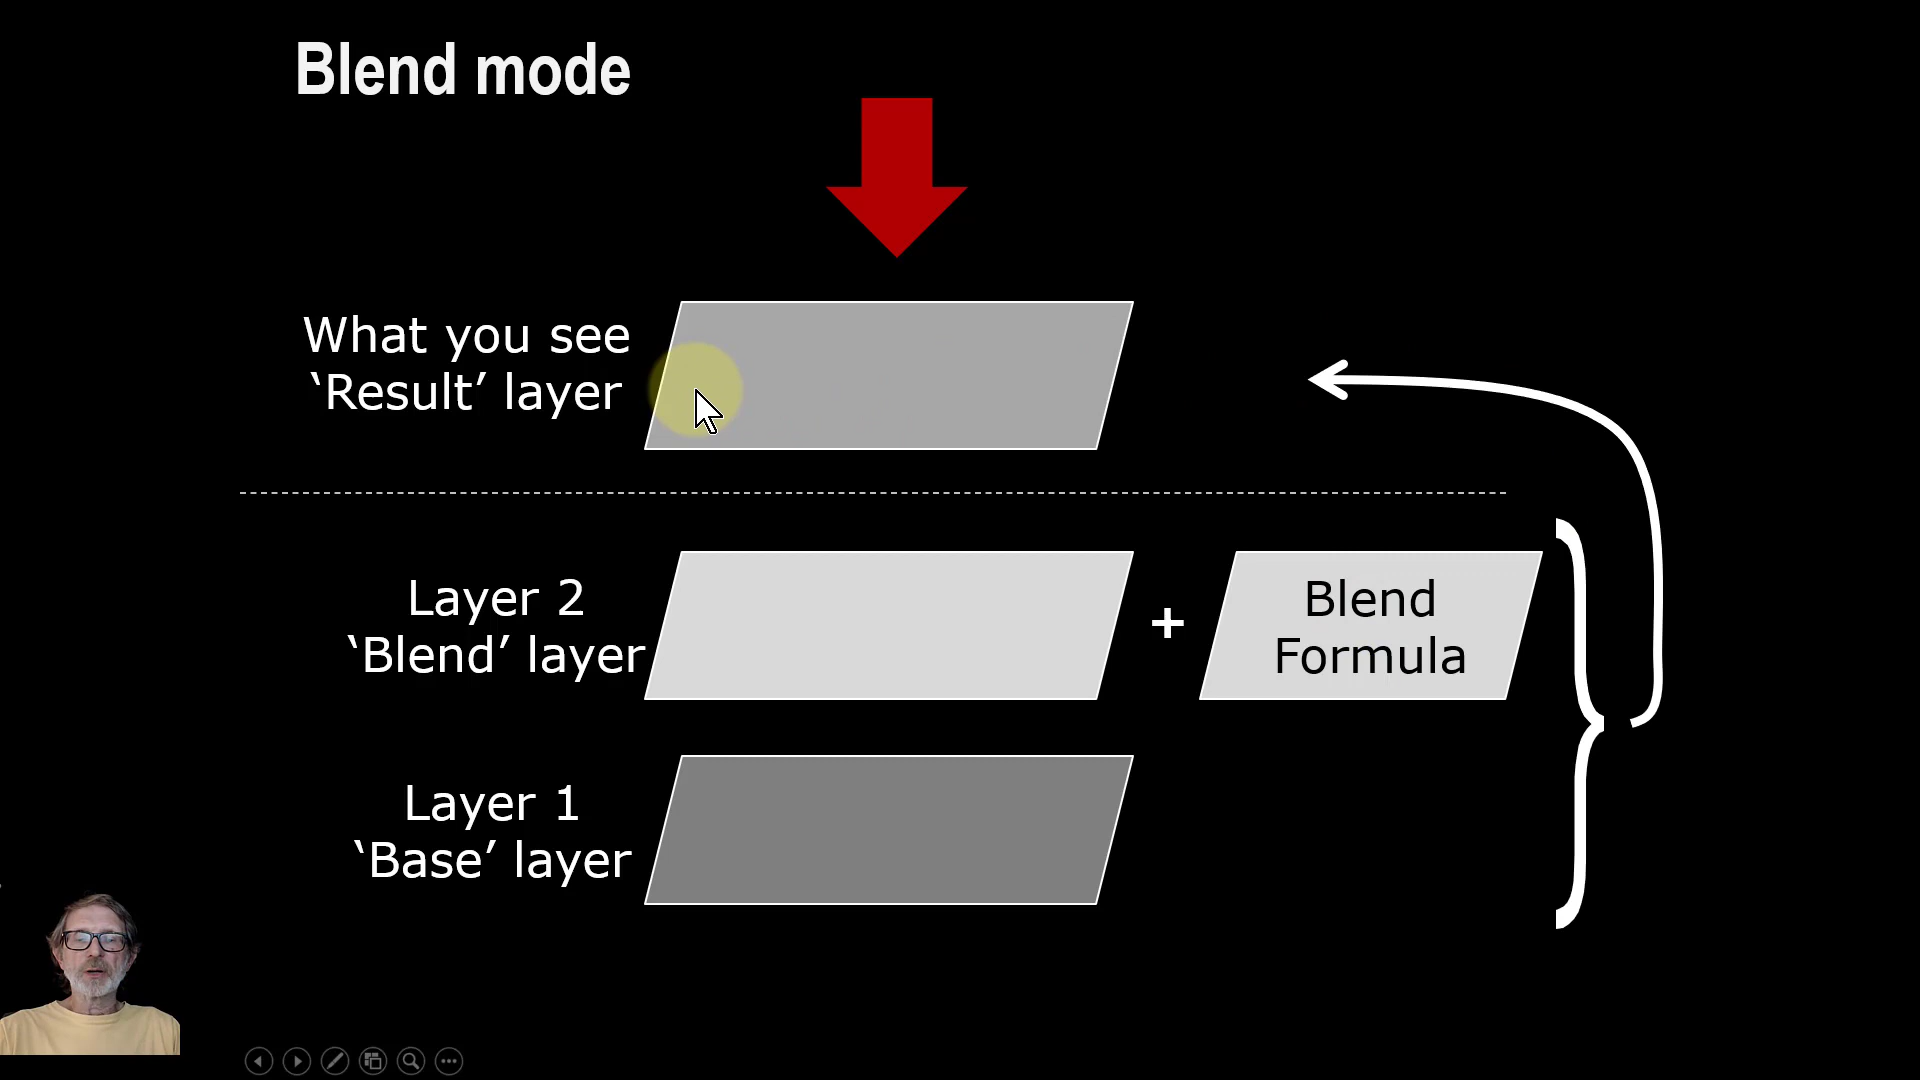 Blend mode
What you see
‘Result’ layer
Layer 2
‘Blend’ layer
+
Blend
Formula
Layer 1
‘Base’ layer